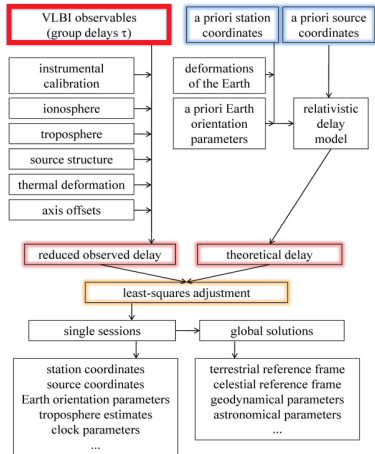 VLBI observables
(group delays τ)
a priori station
coordinates
a priori source
coordinates
instrumental
calibration
ionosphere
troposphere
source structure
thermal deformation
axis offsets
deformations
of the Earth
a priori Earth
orientation
parameters
relativistic
delay
model
reduced observed delay
theoretical delay
least-squares adjustment
single sessions
global solutions
station coordinates
source coordinates
Earth orientation parameters
troposphere estimates
clock parameters
...
terrestrial reference frame
celestial reference frame
geodynamical parameters
astronomical parameters
...